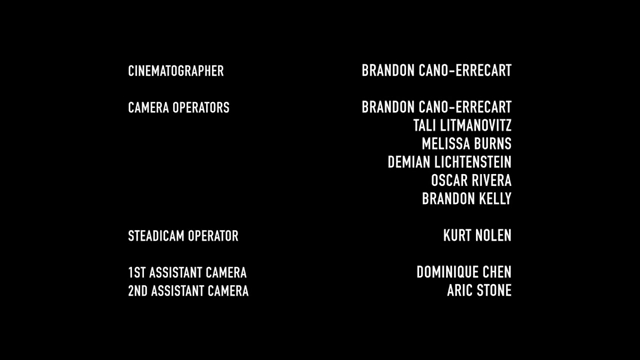 CINEMATOGRAPHER BRANDON CANO-ERRECART
CAMERA OPERATORS BRANDON CANO-ERRECART
TALI LITMANOVITZ
MELISSA BURNS
DEMIAN LICHTENSTEIN
OSCAR RIVERA
BRANDON KELLY
STEADICAM OPERATOR KURT NOLEN
1ST ASSISTANT CAMERA DOMINIQUE CHEN
2ND ASSISTANT CAMERA ARIC STONE